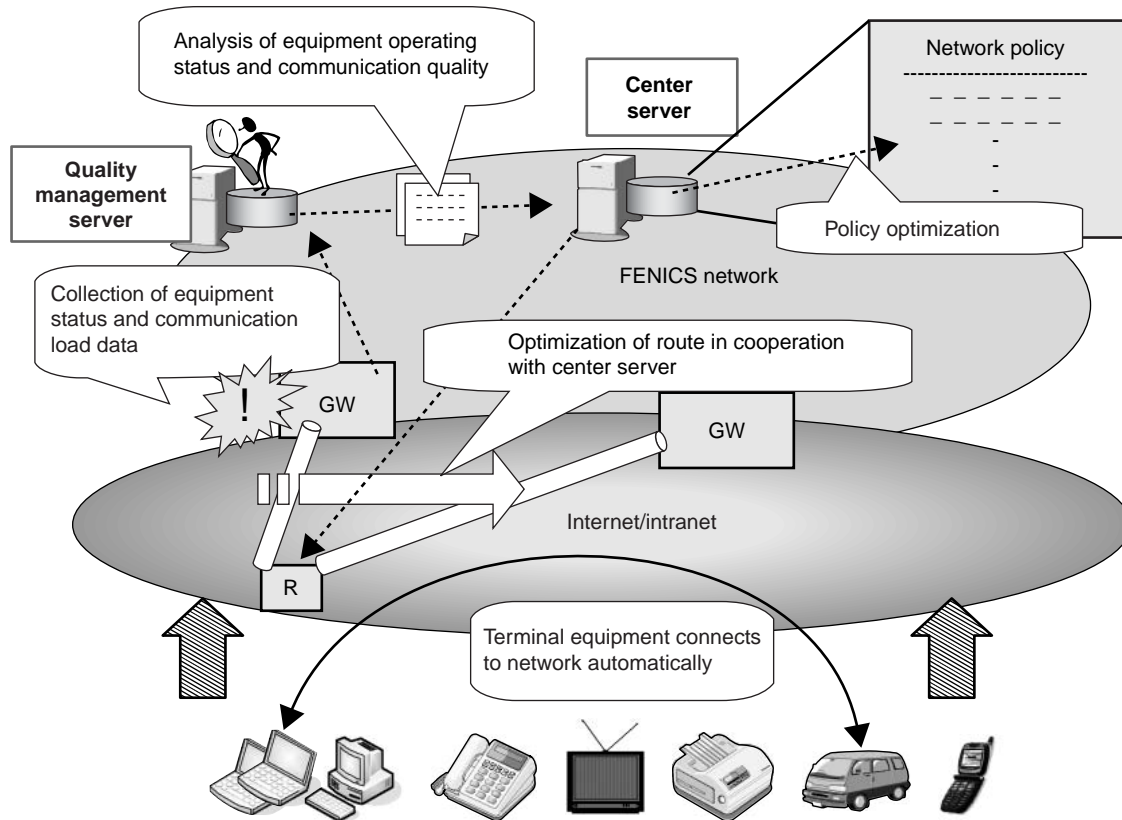 Analysis of equipment operating
status and communication quality
Network policy
Center
server
Quality
management
server
Policy optimization
FENICS network
Collection of equipment
status and communication
load data
Optimization of route in cooperation
with center server
!
GW
GW
Internet/intranet
R
Terminal equipment connects
to network automatically